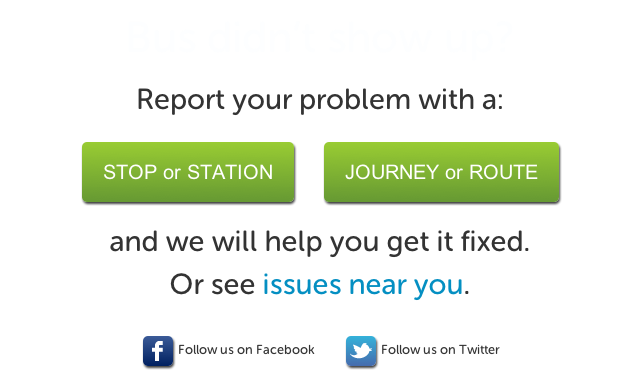 Report your problem with a:
STOP or STATION
JOURNEY or ROUTE
and we will help you get it fixed.
Or see issues near you.
Follow us on Facebook
Follow us on Twitter